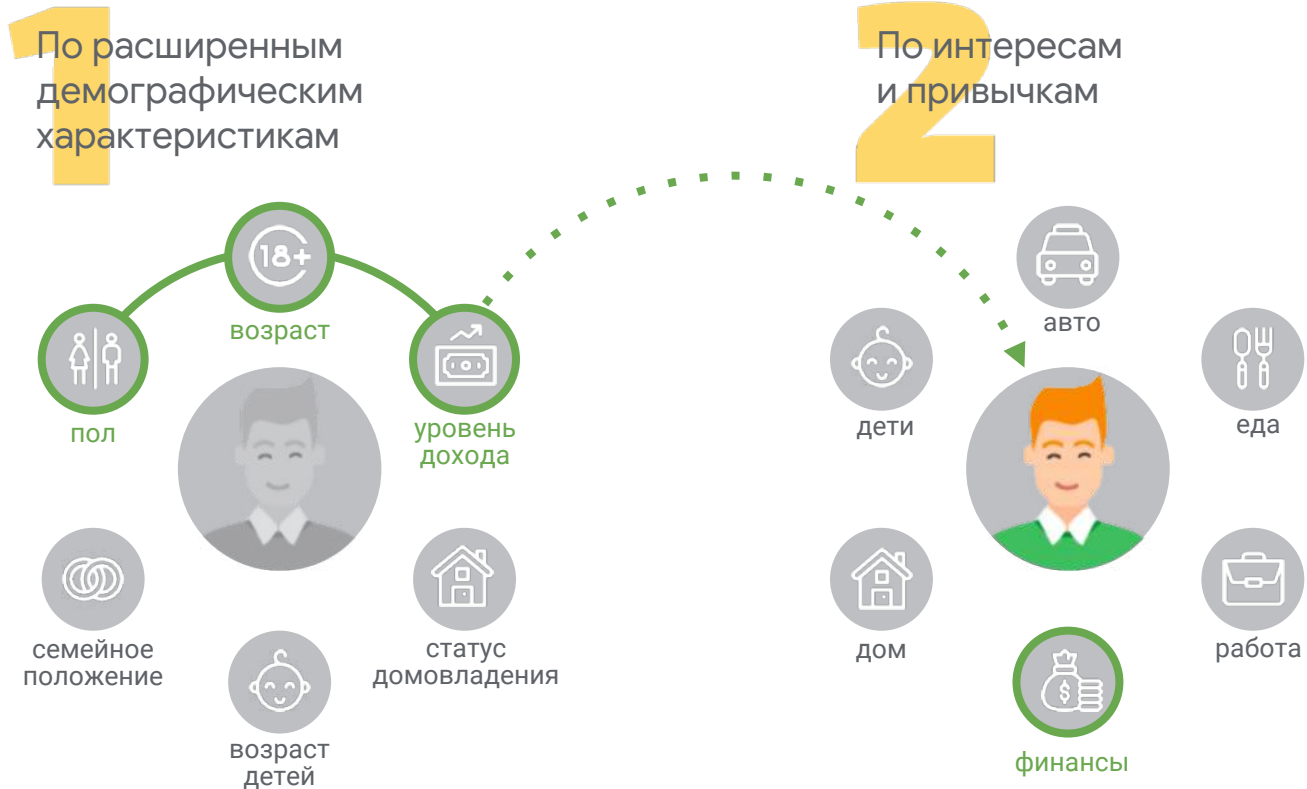 1
По расширенным
демографическим
характеристикам
18+
возраст
пол
уровень
дохода
семейное
положение
статус
домовладения
возраст
детей
2
По интересам
и привычкам
авто
дети
еда
дом
работа
$
финансы